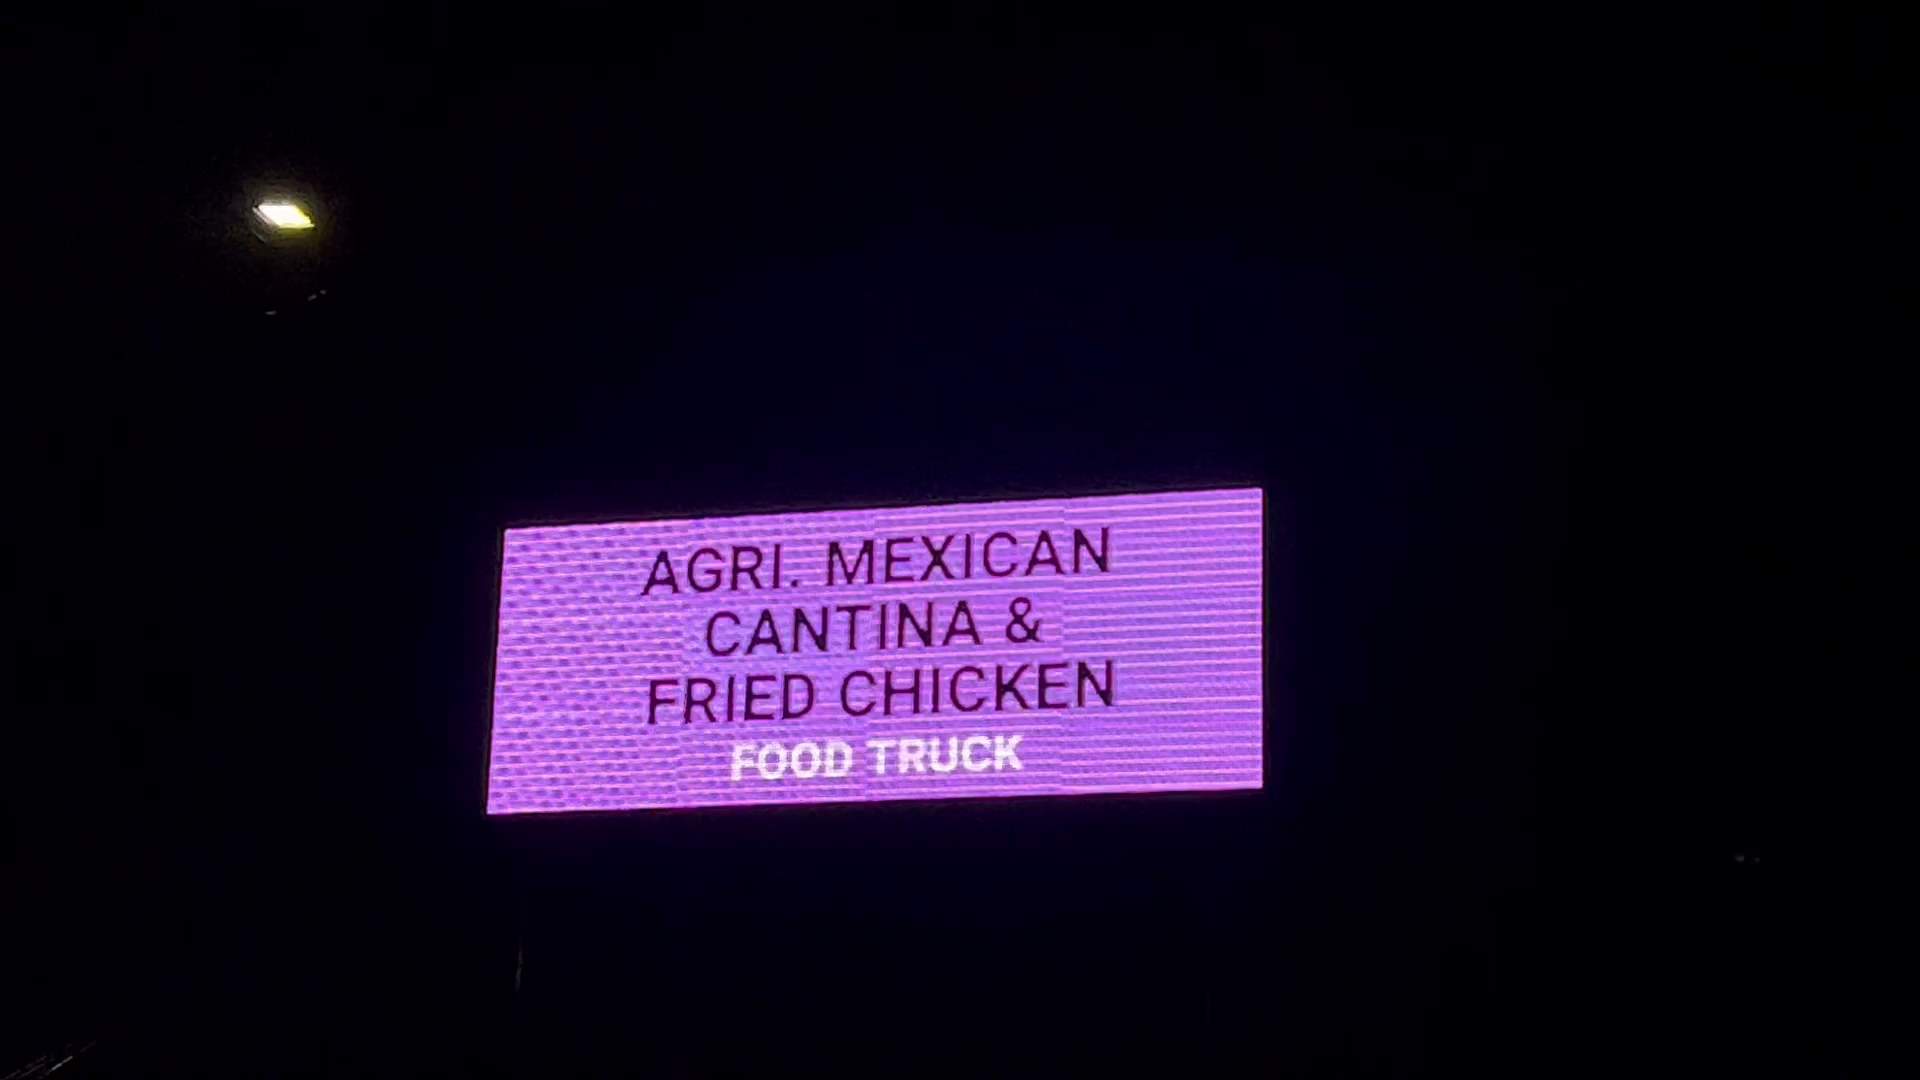 AGRI. MEXICAN
CANTINA &
FRIED CHICKEN
FOOD TRUCK